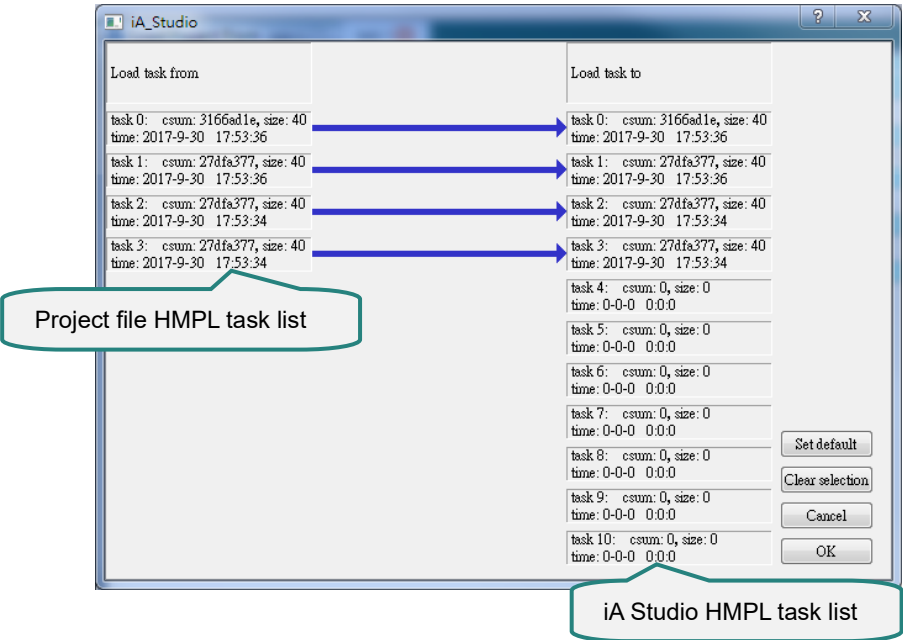 iA_Studio
Load task from
Load task to
task 0: csum: 3166ad1e, size: 40
time: 2017-9-30 17:53:36
task 0: csum: 3166ad1e, size: 40
time: 2017-9-30 17:53:36
task 1: csum: 27dfa377, size: 40
time: 2017-9-30 17:53:36
task 1: csum: 27dfa377, size: 40
time: 2017-9-30 17:53:36
task 2: csum: 27dfa377, size: 40
time: 2017-9-30 17:53:34
task 2: csum: 27dfa377, size: 40
time: 2017-9-30 17:53:34
task 3: csum: 27dfa377, size: 40
time: 2017-9-30 17:53:34
task 3: csum: 27dfa377, size: 40
time: 2017-9-30 17:53:34
Project file HMPL task list
task 4: csum: 0, size: 0
time: 0-0-0 0:0:0
task 5: csum: 0, size: 0
time: 0-0-0 0:0:0
task 6: csum: 0, size: 0
time: 0-0-0 0:0:0
task 7: csum: 0, size: 0
time: 0-0-0 0:0:0
task 8: csum: 0, size: 0
time: 0-0-0 0:0:0
task 9: csum: 0, size: 0
time: 0-0-0 0:0:0
task 10: csum: 0, size: 0
time: 0-0-0 0:0:0
Set default
Clear selection
Cancel
OK
iA Studio HMPL task list